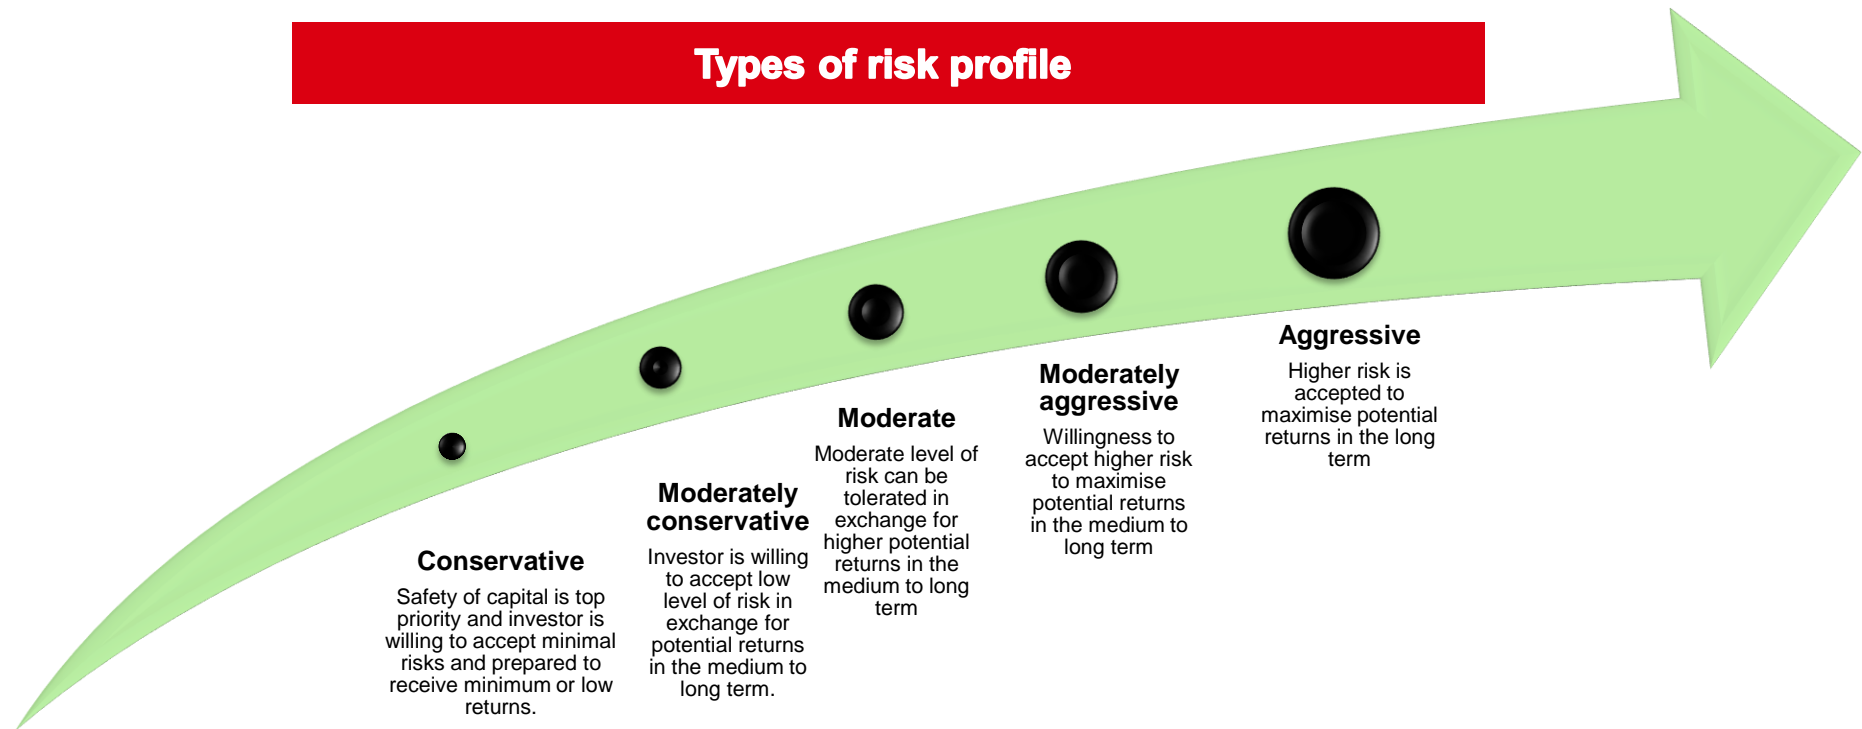 Types of risk profile
Conservative
Safety of capital is top
priority and investor is
willing to accept minimal
risks and prepared to
receive minimum or low
returns.
Moderately
conservative
Investor is willing
to accept low
level of risk in
exchange for
potential returns
in the medium to
long term.
Moderate
Moderate level of
risk can be
tolerated in
exchange for
higher potential
returns in the
medium to long
term
Moderately
aggressive
Willingness to
accept higher risk
to maximise
potential returns
in the medium to
long term
Aggressive
Higher risk is
accepted to
maximise potential
returns in the long
term